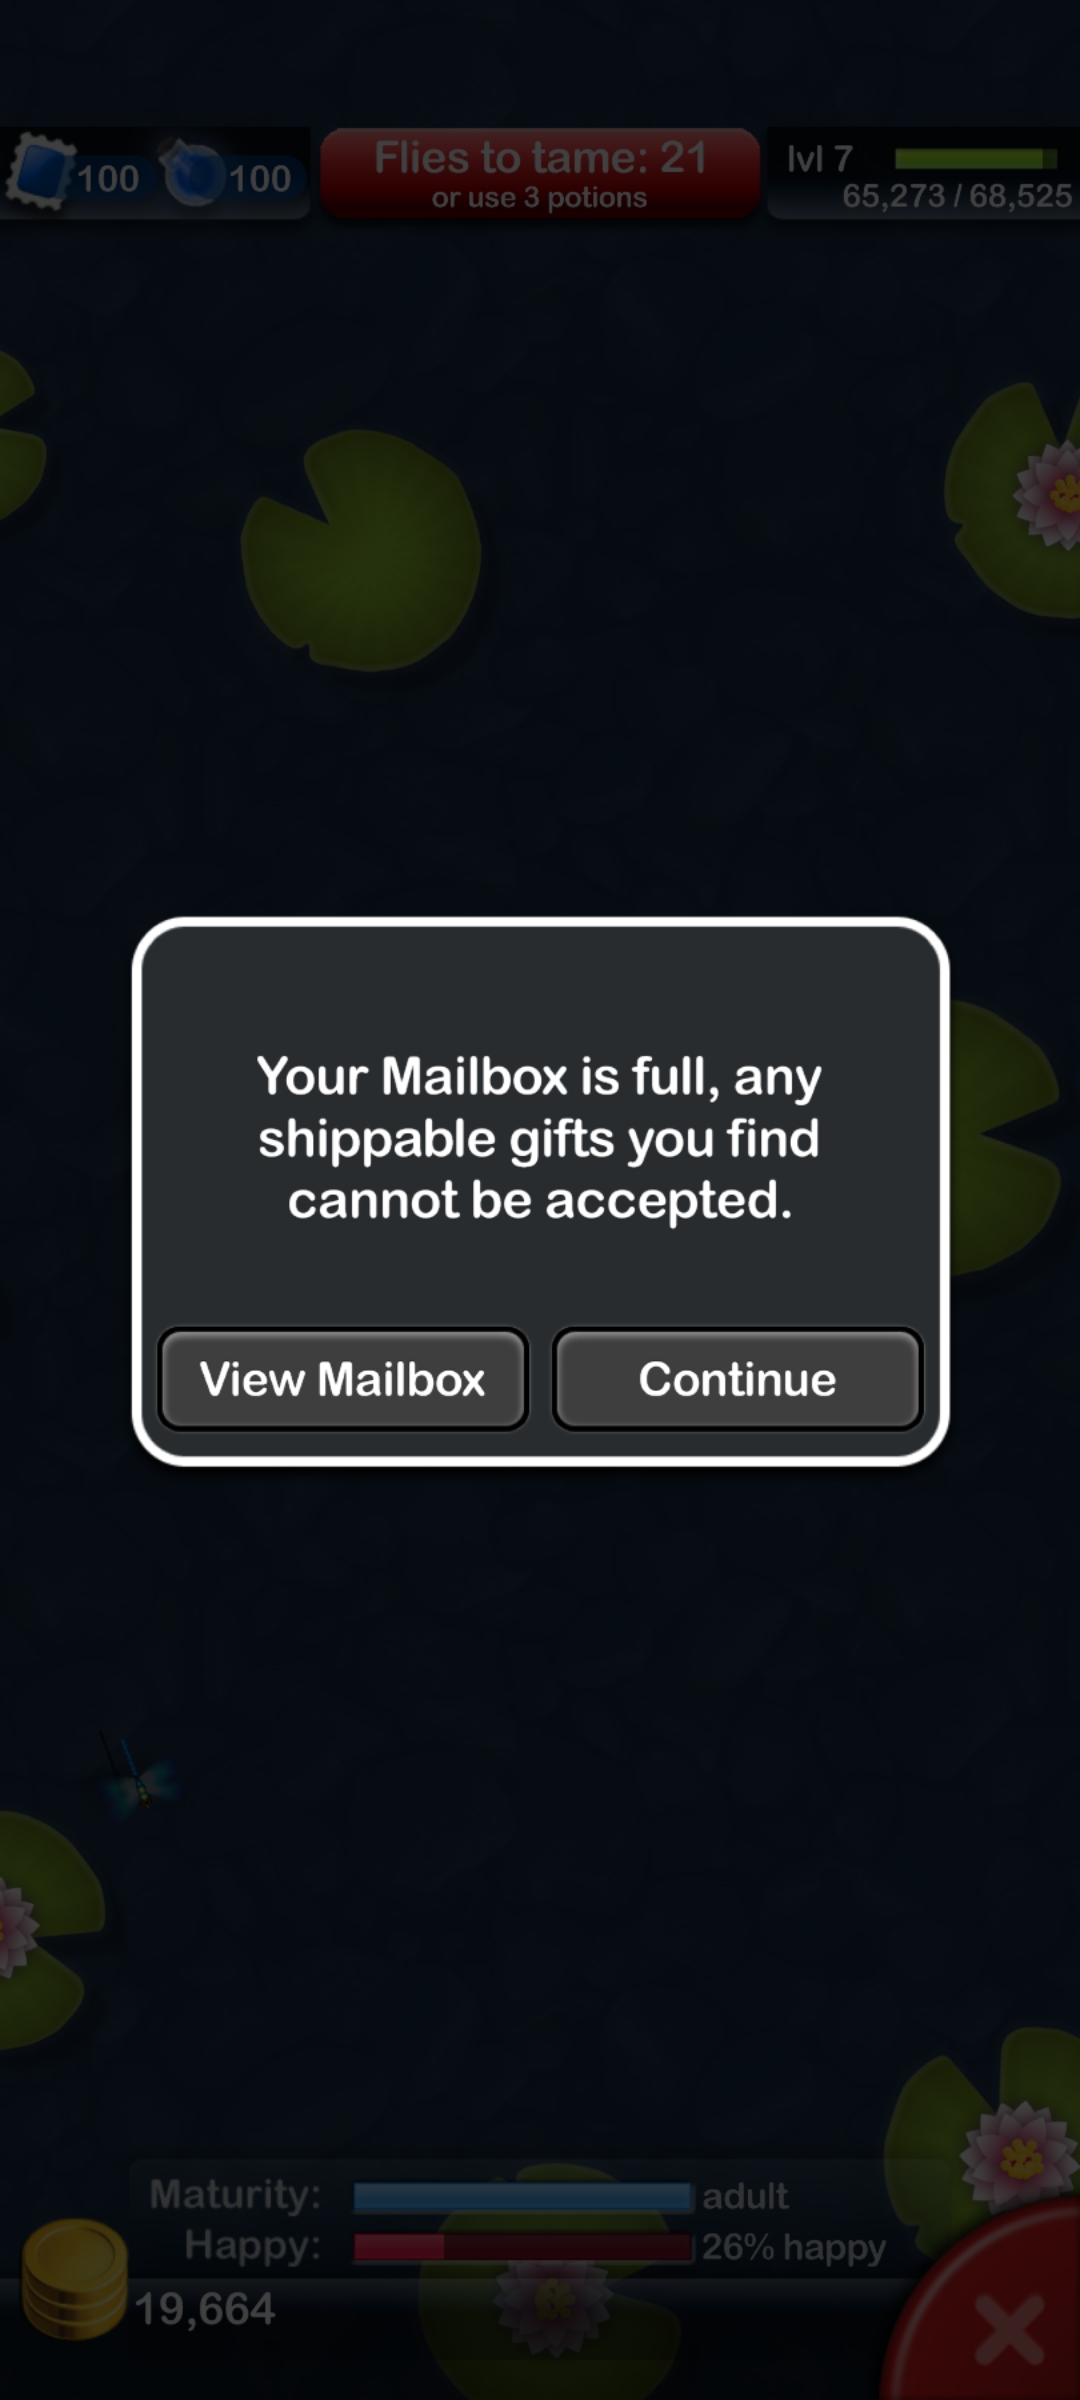 100
100
Flies to tame: 21
or use 3 potions
lvl 7
65,273 / 68,525
Your Mailbox is full, any
shippable gifts you find
cannot be accepted.
View Mailbox
Continue
Maturity:
adult
Happy:
26% happy
19,664